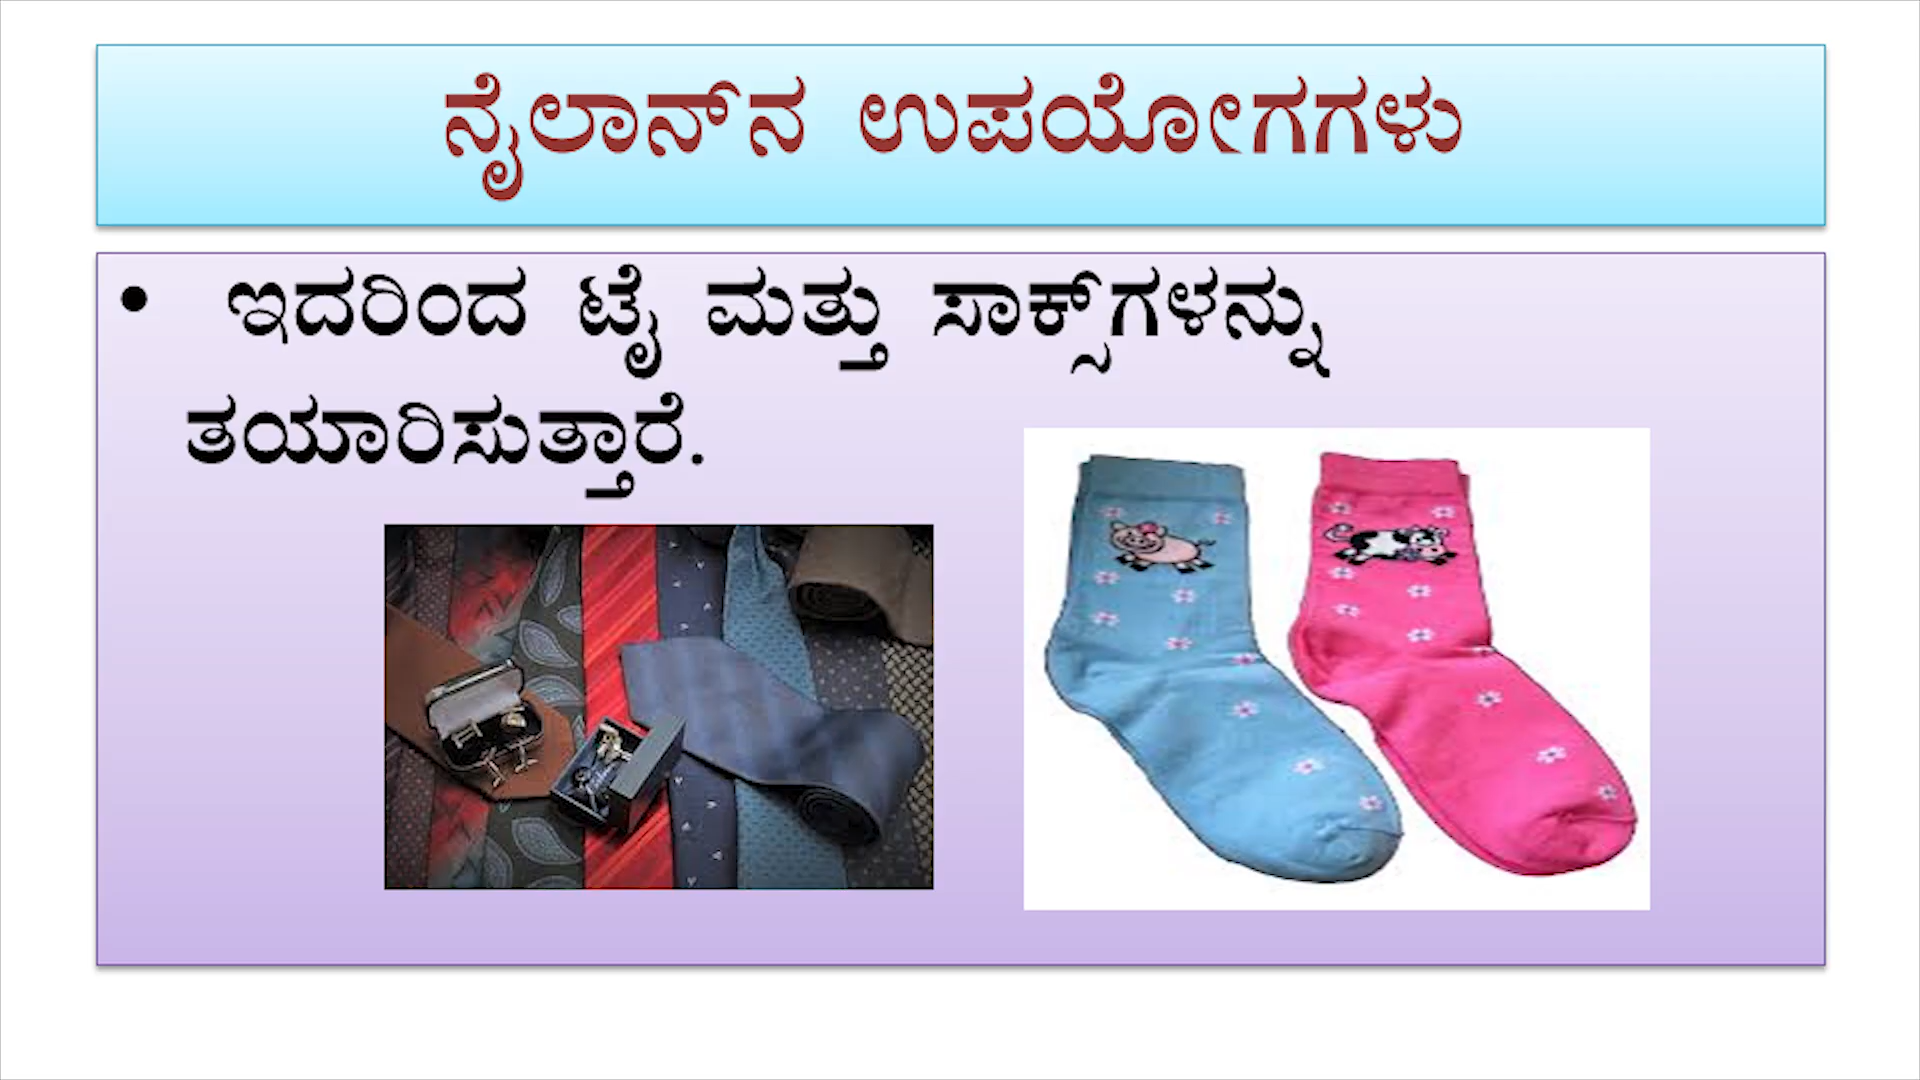 ನೈಲಾನ್‌ನ ಉಪಯೋಗಗಳು
• ಇದರಿಂದ ಟೈ ಮತ್ತು ಸಾಕ್ಸ್‌ಗಳನ್ನು
ತಯಾರಿಸುತ್ತಾರೆ.